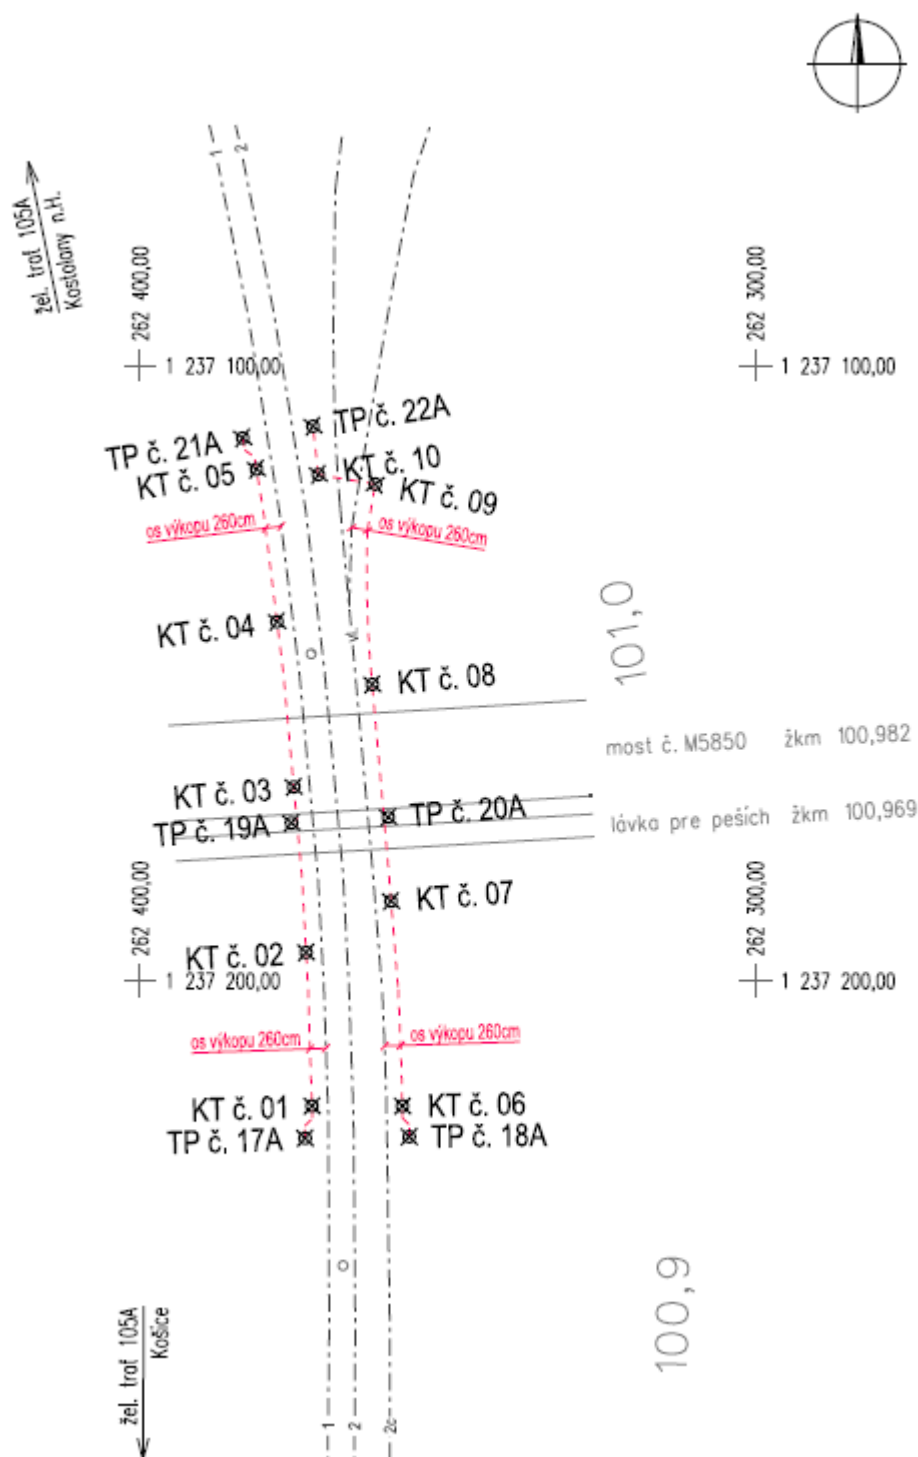 1
2
žel. trať 105A
Kostolany n.H.
262 400,00
1 237 100,00
262 300,00
1 237 100,00
TP č. 22A
TP č. 21A
KT č. 05
KT č. 10
KT č. 09
os výkopu 260cm
os výkopu 260cm
KT č. 04
101,0
KT č. 08
most č. M5850 žkm 100,982
KT č. 03
TP č. 19A
TP č. 20A
lávka pre peších žkm 100,969
262 400,00
1 237 200,00
262 300,00
1 237 200,00
KT č. 07
KT č. 02
os výkopu 260cm
os výkopu 260cm
KT č. 01
KT č. 06
TP č. 17A
TP č. 18A
100,9
žel. trať 105A
Košice
1
2
2c